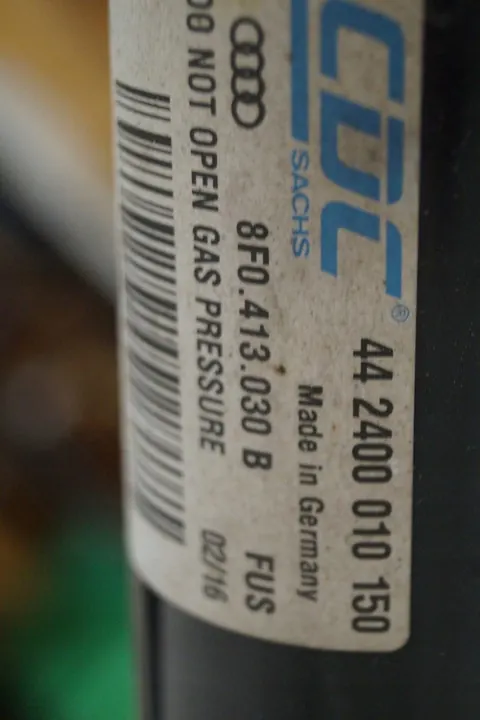 CDC®
SACHS
44 2400 010 150
Made in Germany
8F0.413.030 B FUS
NOT OPEN GAS PRESSURE 02/16